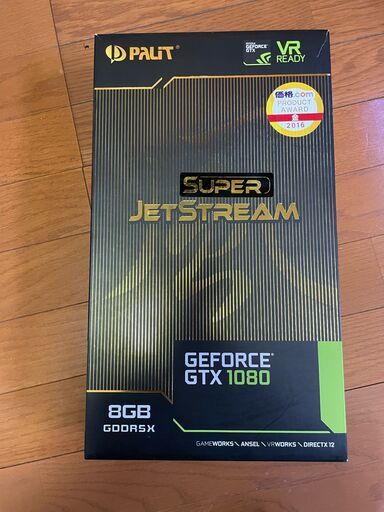 PALIT
GEFORCE
GTX
VR
READY
価格.com
PRODUCT
AWARD
金
2016
SUPER
JETSTREAM
GEFORCE®
GTX 1080
8GB
GDDR5X
GAMEWORKS \ ANSEL \ VRWORKS \ DIRECTX 12